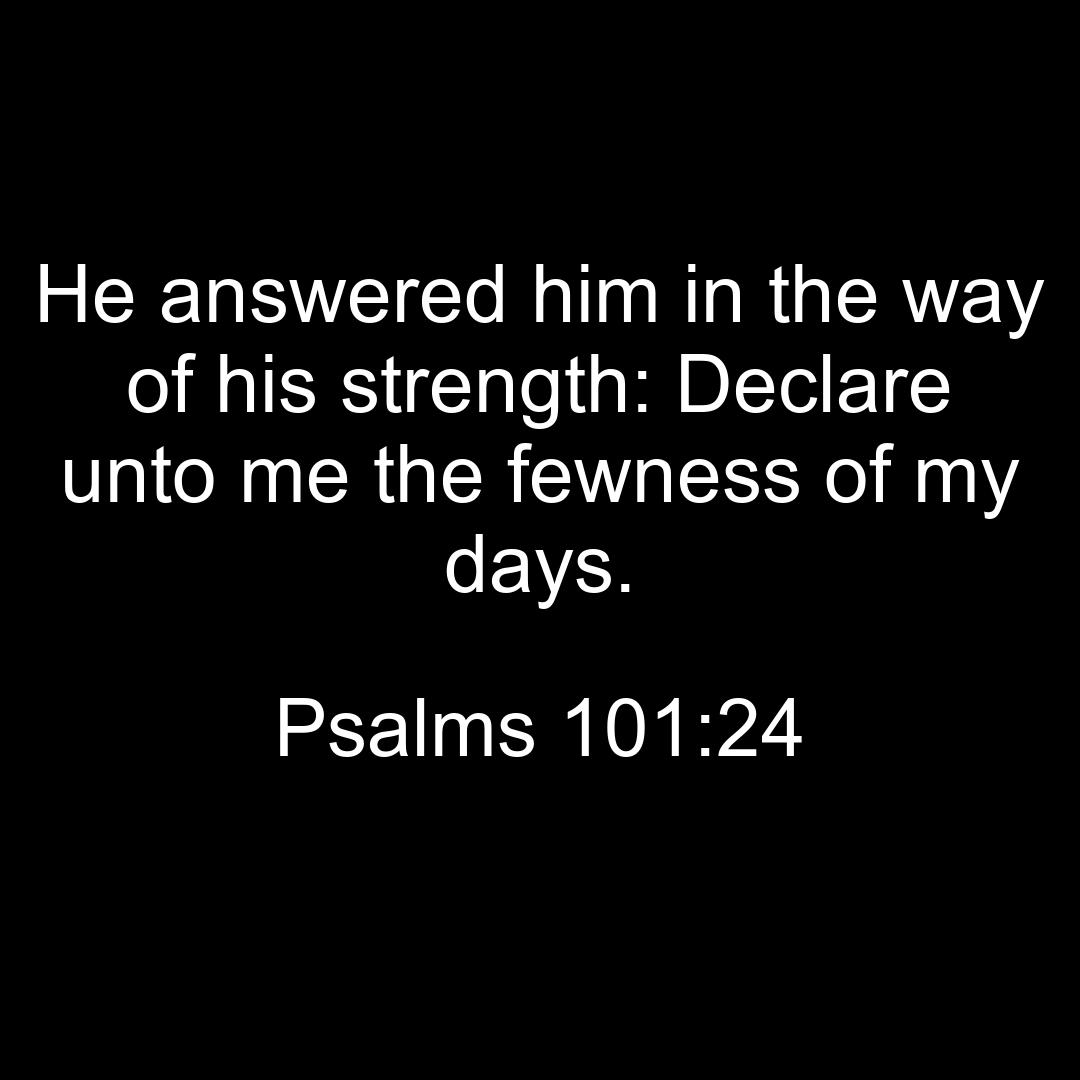 He answered him in the way
of his strength: Declare
unto me the fewness of my
days.
Psalms 101:24